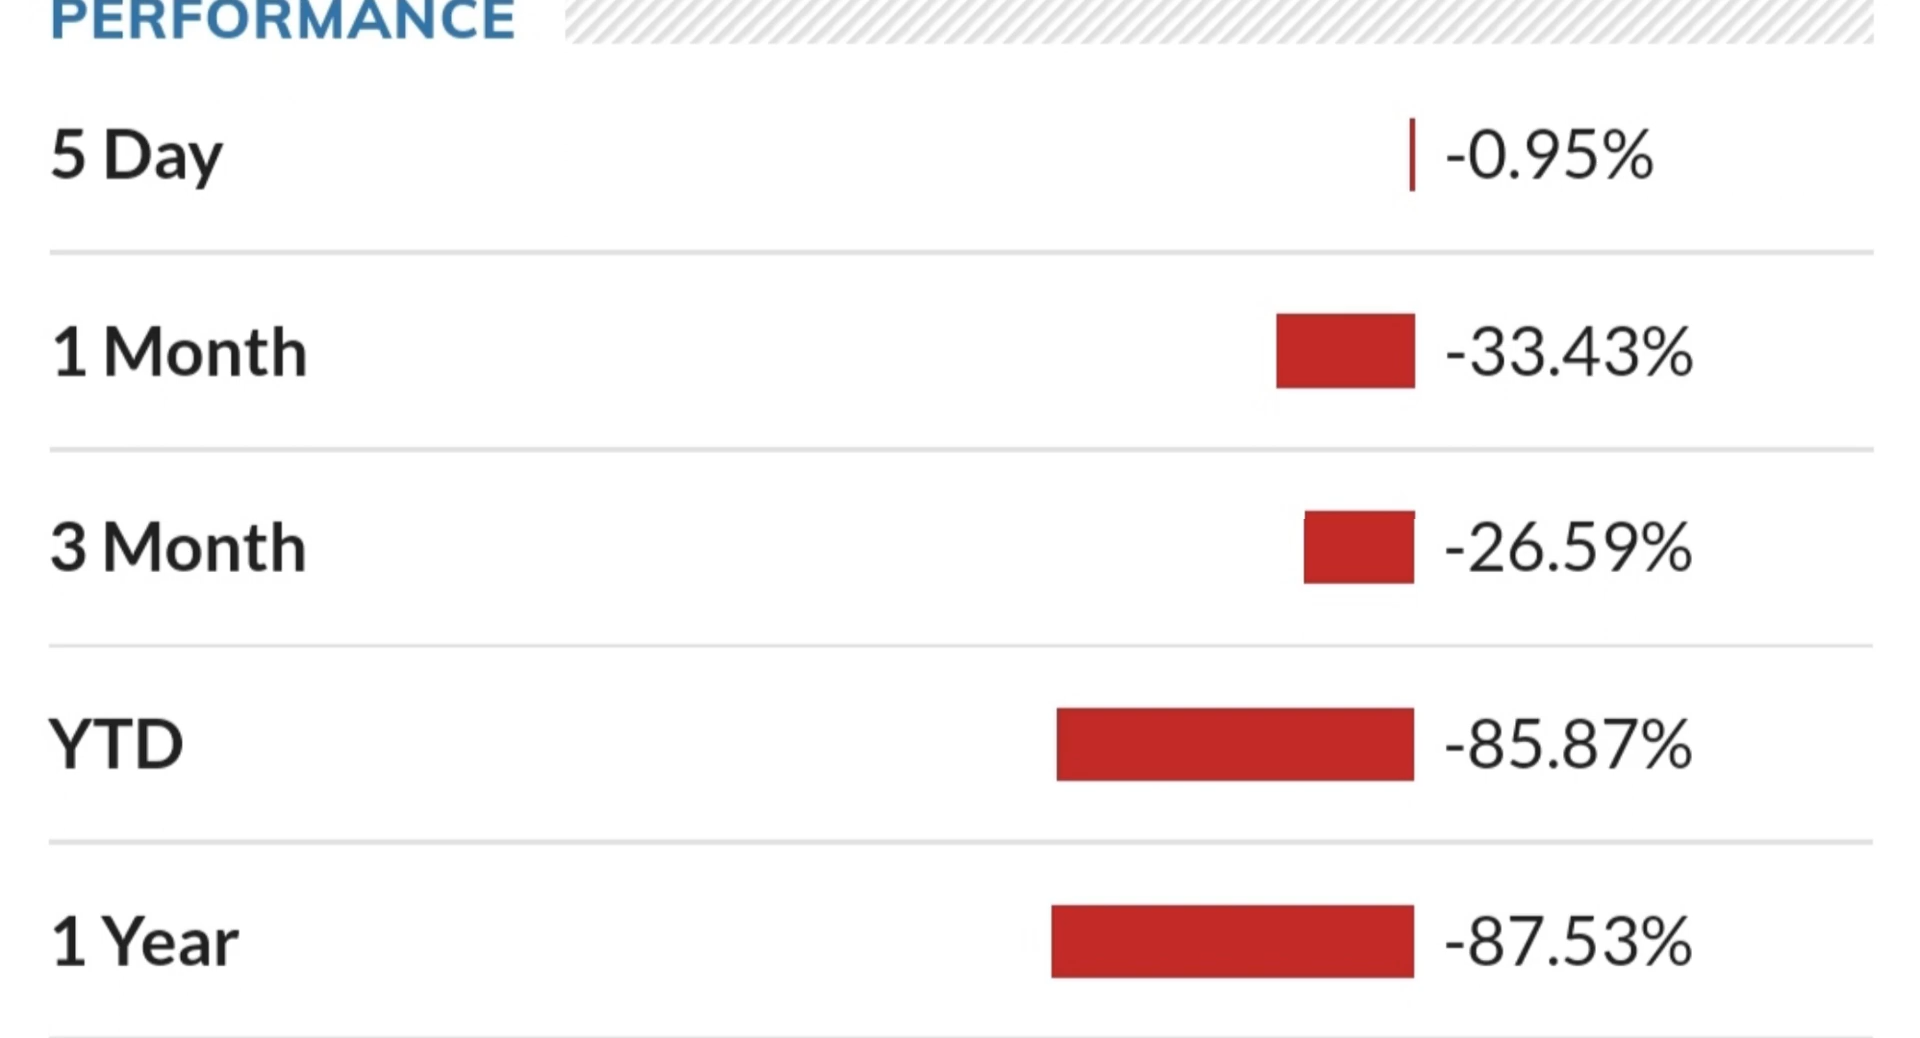 PERFORMANCE
5 Day -0.95%
1 Month -33.43%
3 Month -26.59%
YTD -85.87%
1 Year -87.53%